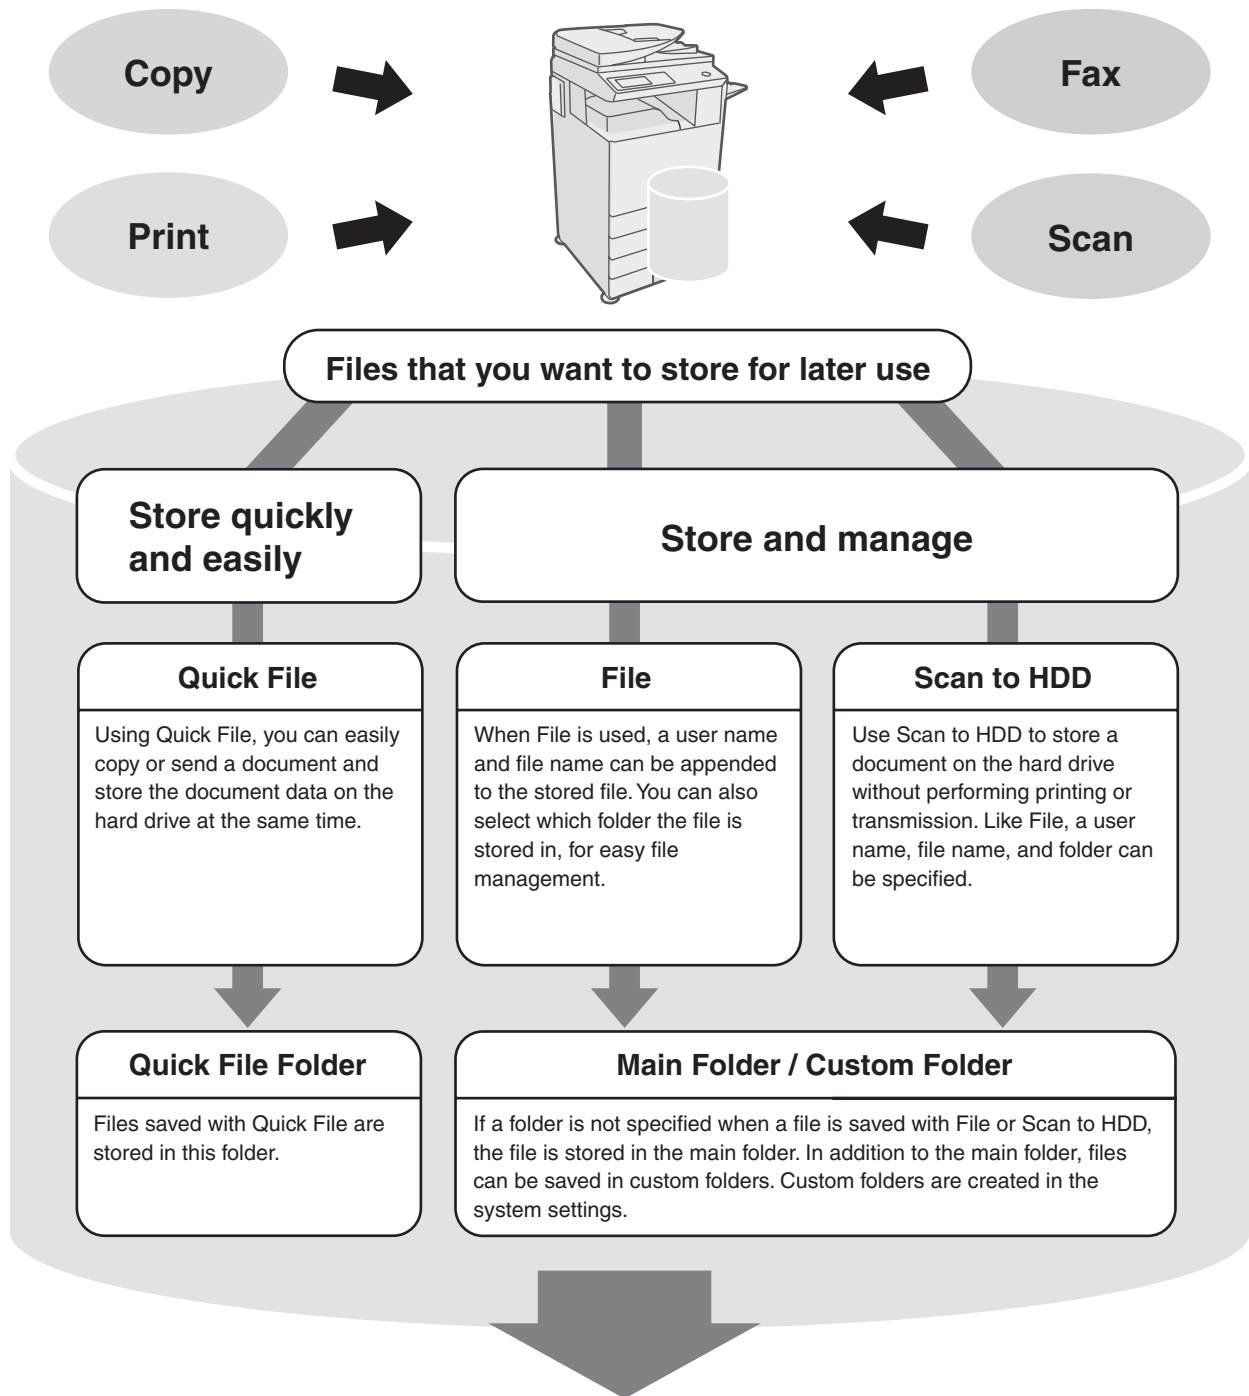 Copy
Fax
Print
Scan
Files that you want to store for later use
Store quickly
and easily
Store and manage
Quick File
Using Quick File, you can easily
copy or send a document and
store the document data on the
hard drive at the same time.
File
When File is used, a user name
and file name can be appended
to the stored file. You can also
select which folder the file is
stored in, for easy file
management.
Scan to HDD
Use Scan to HDD to store a
document on the hard drive
without performing printing or
transmission. Like File, a user
name, file name, and folder can
be specified.
Quick File Folder
Files saved with Quick File are
stored in this folder.
Main Folder / Custom Folder
If a folder is not specified when a file is saved with File or Scan to HDD,
the file is stored in the main folder. In addition to the main folder, files
can be saved in custom folders. Custom folders are created in the
system settings.